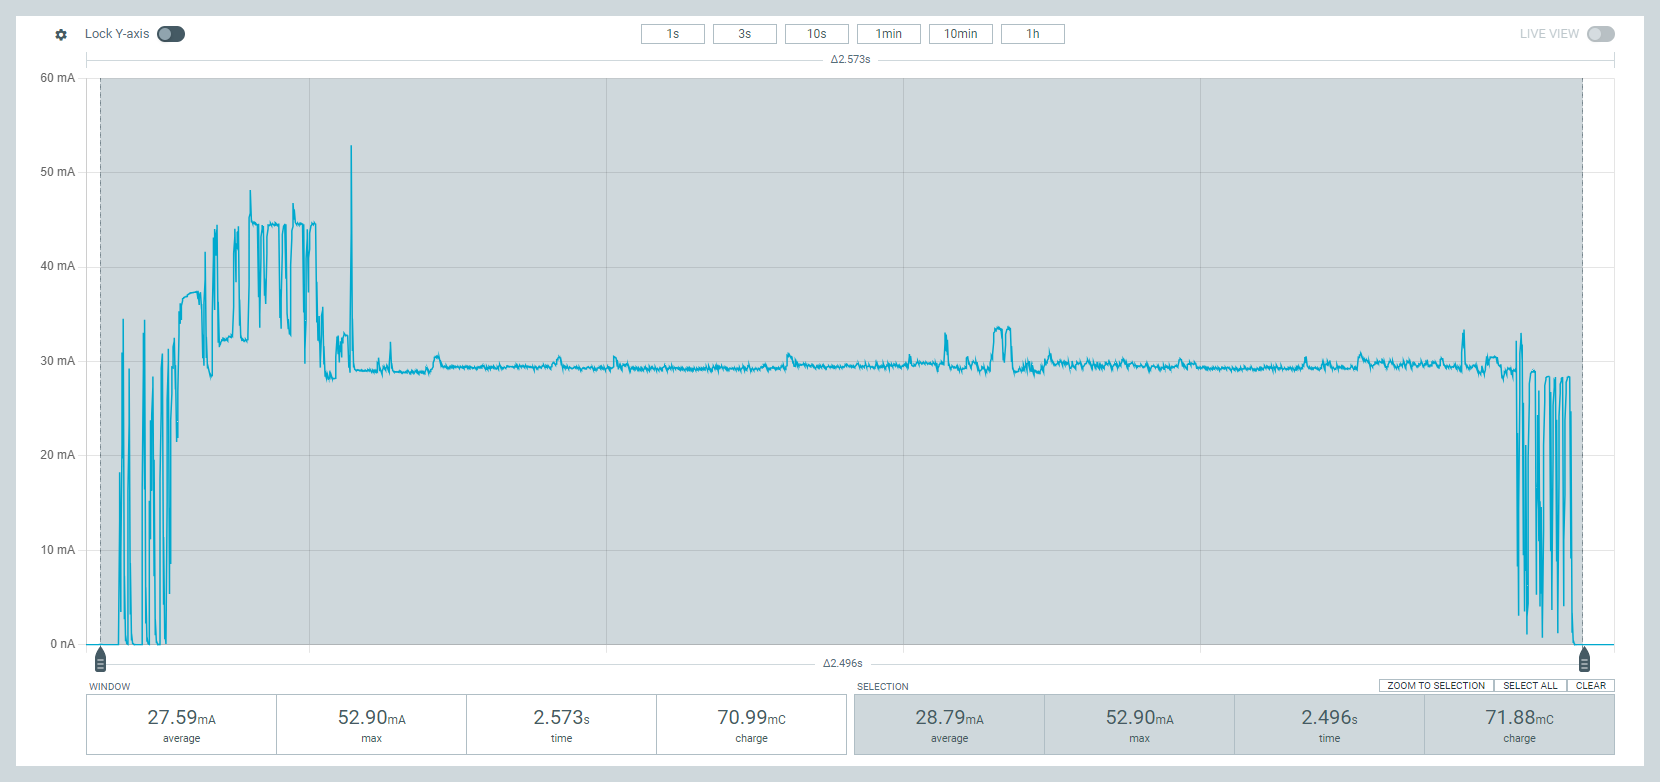 Lock Y-axis
1s
3s
10s
1min
10min
1h
LIVE VIEW
Δ2.573s
60 mA
50 mA
40 mA
30 mA
20 mA
10 mA
0 nA
Δ2.496s
WINDOW
27.59mA
average
52.90mA
max
2.573s
time
70.99mC
charge
SELECTION
ZOOM TO SELECTION
SELECT ALL
CLEAR
28.79mA
average
52.90mA
max
2.496s
time
71.88mC
charge